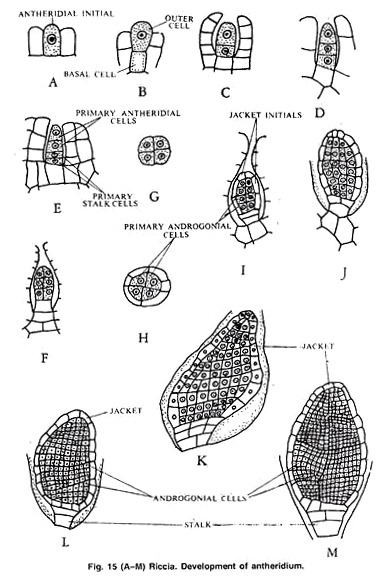 ANTHERIDIAL INITIAL
OUTER
CELL
BASAL CELL
A
B
C
D
PRIMARY ANTHERIDIAL
CELLS
PRIMARY
STALK CELLS
E
G
JACKET INITIALS
PRIMARY ANDROGONIAL
CELLS
I
J
F
H
JACKET
K
JACKET
ANDROGONIAL CELLS
STALK
L
M
Fig. 15 (A–M) Riccia. Development of antheridium.